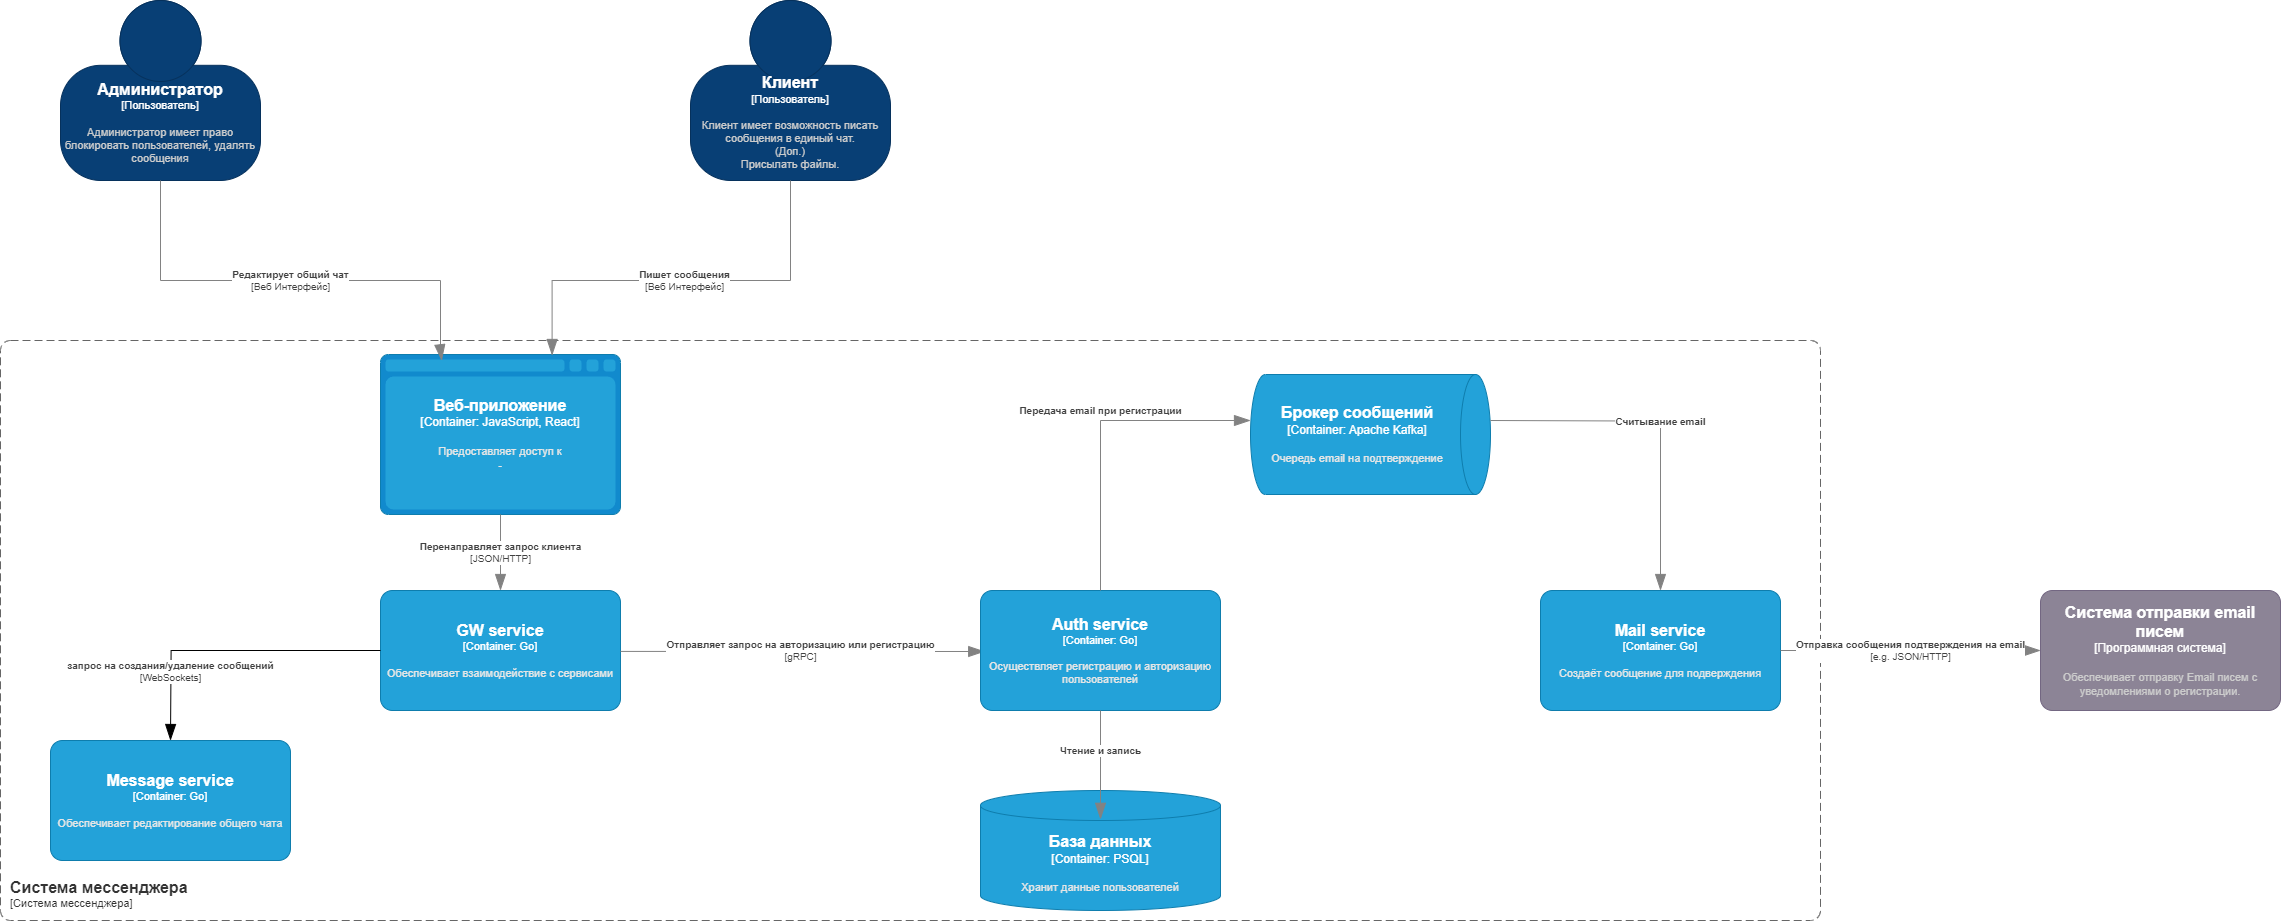 Администратор
[Пользователь]
Администратор имеет право
блокировать пользователей, удалять
сообщения
Клиент
[Пользователь]
Клиент имеет возможность писать
сообщения в единый чат.
(Доп.)
Присылать файлы.
Редактирует общий чат
[Веб Интерфейс]
Пишет сообщения
[Веб Интерфейс]
Веб-приложение
[Container: JavaScript, React]
Предоставляет доступ к
-
Передача email при регистрации
Брокер сообщений
[Container: Apache Kafka]
Очередь email на подтверждение
Считывание email
Перенаправляет запрос клиента
[JSON/HTTP]
GW service
[Container: Go]
Обеспечивает взаимодействие с сервисами
Отправляет запрос на авторизацию или регистрацию
[gRPC]
Auth service
[Container: Go]
Осуществляет регистрацию и авторизацию
пользователей
Mail service
[Container: Go]
Создаёт сообщение для подверждения
Отправка сообщения подтверждения на email
[e.g. JSON/HTTP]
Система отправки email
писем
[Программная система]
Обеспечивает отправку Email писем с
уведомлениями о регистрации.
запрос на создания/удаление сообщений
[WebSockets]
Message service
[Container: Go]
Обеспечивает редактирование общего чата
Чтение и запись
База данных
[Container: PSQL]
Хранит данные пользователей
Система мессенджера
[Система мессенджера]